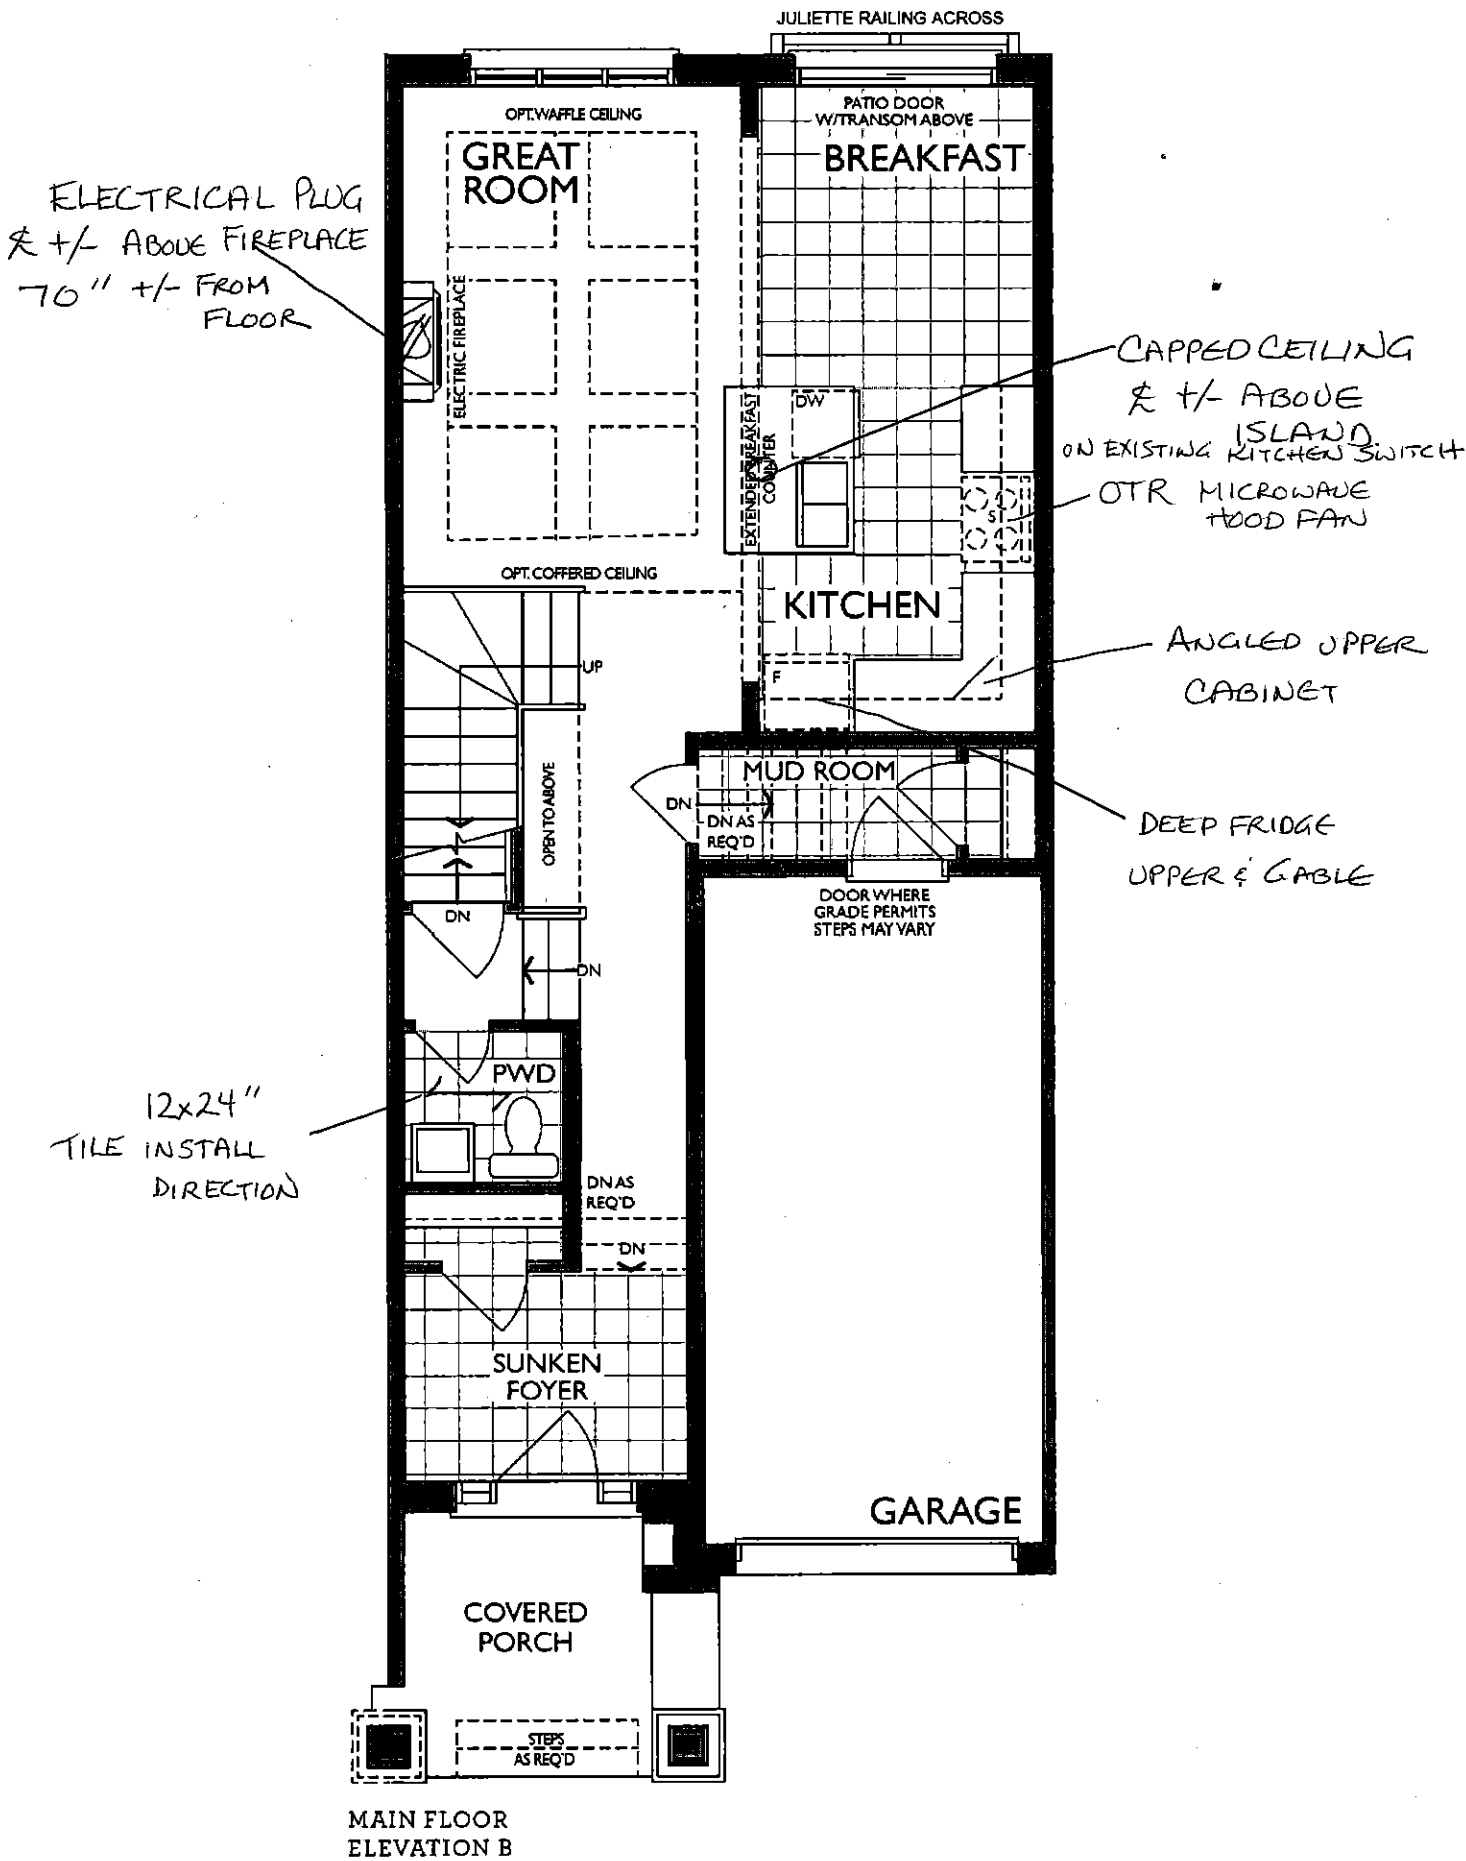 JULIETTE RAILING ACROSS
OPT. WAFFLE CEILING
PATIO DOOR
W/TRANSOM ABOVE
GREAT
ROOM
BREAKFAST
ELECTRICAL PLUG
℄ +/- ABOVE FIREPLACE
70" +/- FROM
FLOOR
ELECTRIC FIREPLACE
CAPPED CEILING
℄ +/- ABOVE
ISLAND
ON EXISTING KITCHEN SWITCH
DW
EXTENDED BREAKFAST
COUNTER
OTR MICROWAVE
HOOD FAN
S
OPT. COFFERED CEILING
KITCHEN
UP
F
ANGLED UPPER
CABINET
MUD ROOM
DN
DN AS
REQ'D
OPEN TO ABOVE
DEEP FRIDGE
UPPER & GABLE
DOOR WHERE
GRADE PERMITS
STEPS MAY VARY
DN
DN
PWD
12x24"
TILE INSTALL
DIRECTION
DN AS
REQ'D
DN
SUNKEN
FOYER
GARAGE
COVERED
PORCH
STEPS
AS REQ'D
MAIN FLOOR
ELEVATION B